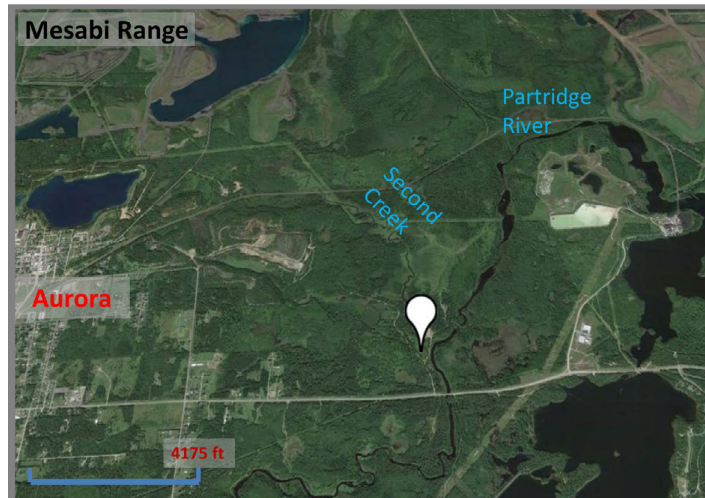 Mesabi Range
Partridge
River
Second
Creek
Aurora
4175 ft